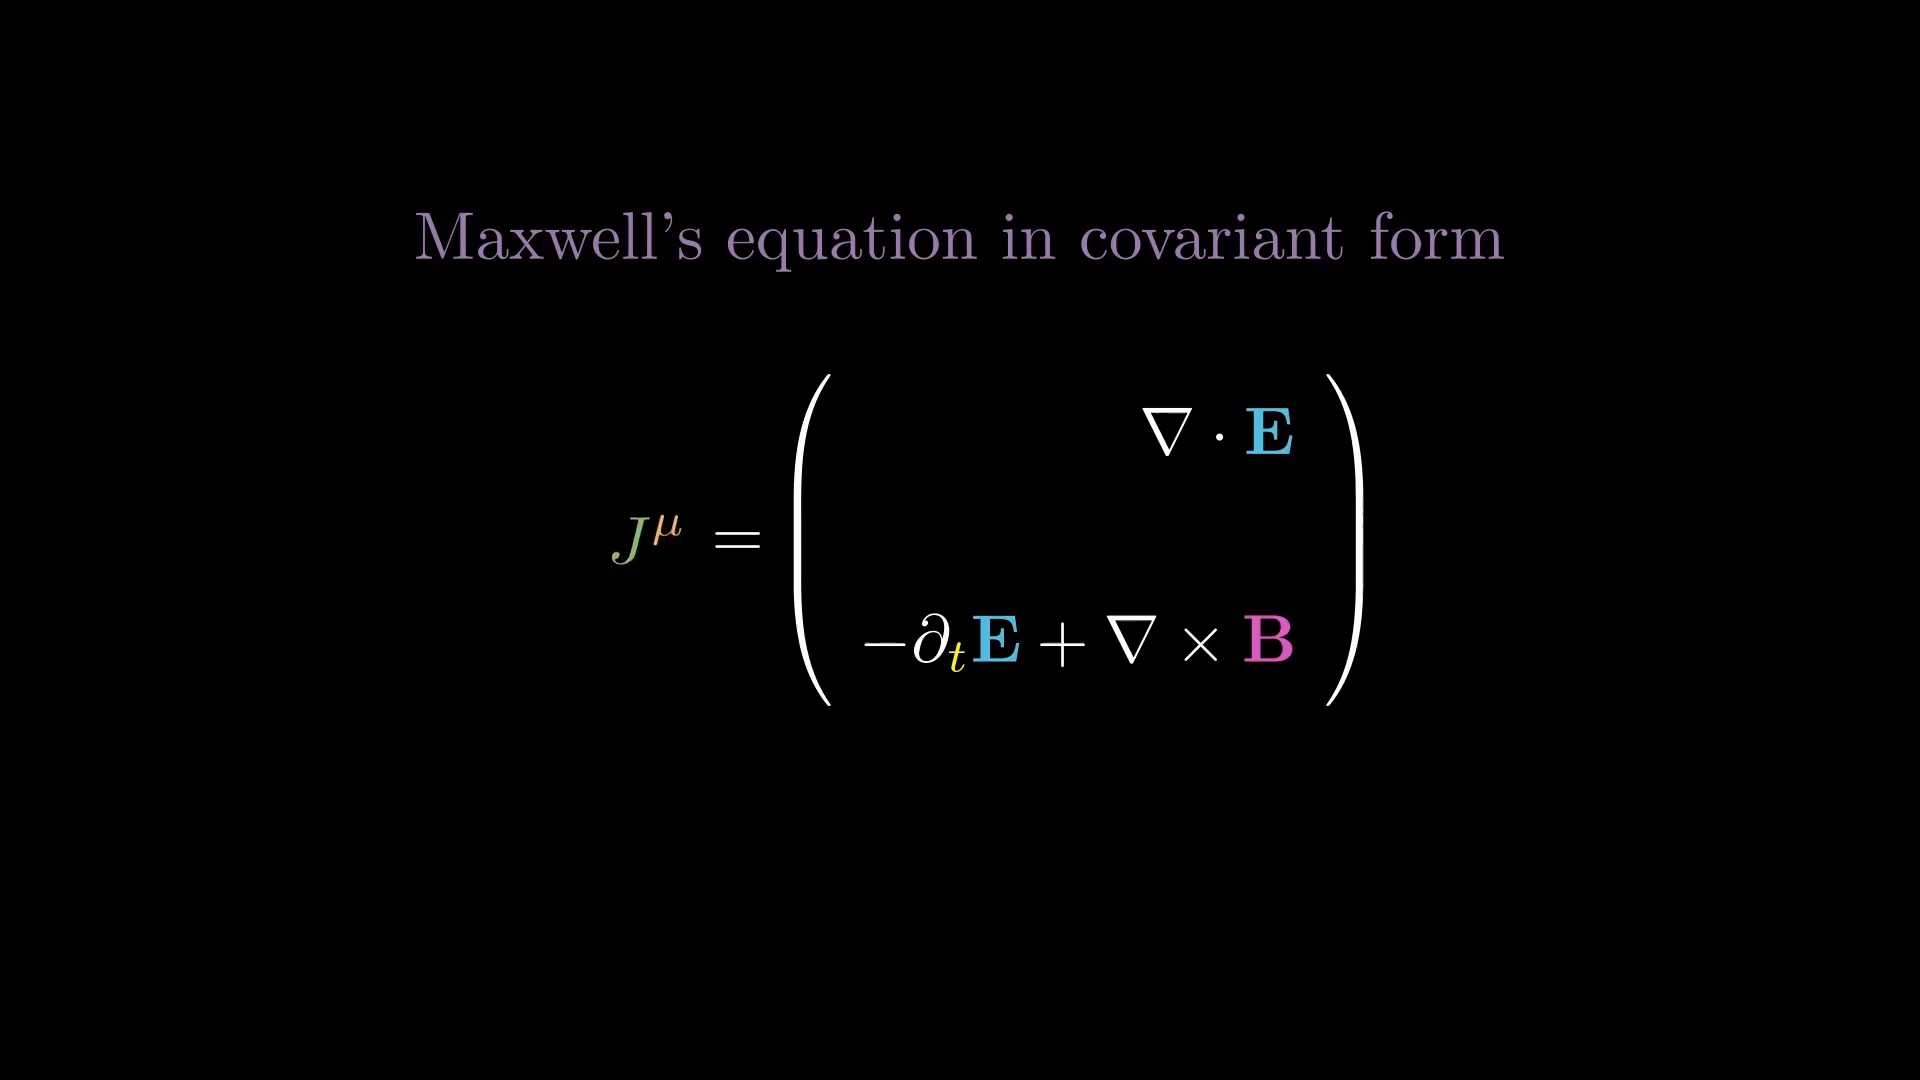 Maxwell's equation in covariant form
∇ · E
J^μ =
−∂_t E + ∇ × B